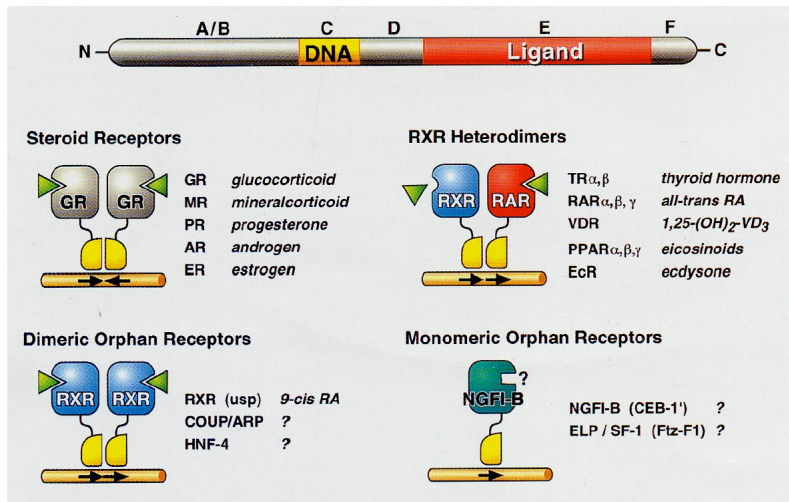 A/B C D E F
N DNA Ligand C
Steroid Receptors
GR GR
GR glucocorticoid
MR mineralcorticoid
PR progesterone
AR androgen
ER estrogen
RXR Heterodimers
RXR RAR
TRα,β thyroid hormone
RARα,β, γ all-trans RA
VDR 1,25-(OH)₂-VD₃
PPARα,β,γ eicosinoids
EcR ecdysone
Dimeric Orphan Receptors
RXR RXR
RXR (usp) 9-cis RA
COUP/ARP ?
HNF-4 ?
Monomeric Orphan Receptors
?
NGFI-B
NGFI-B (CEB-1') ?
ELP / SF-1 (Ftz-F1) ?